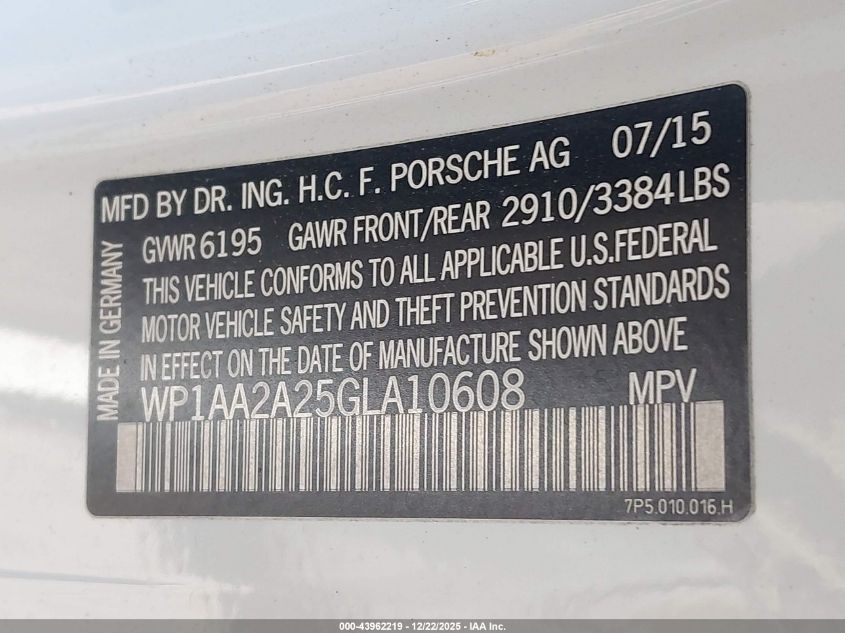 MFD BY DR. ING. H.C. F. PORSCHE AG 07/15
GVWR 6195 GAWR FRONT/REAR 2910/3384LBS
THIS VEHICLE CONFORMS TO ALL APPLICABLE U.S.FEDERAL
MOTOR VEHICLE SAFETY AND THEFT PREVENTION STANDARDS
IN EFFECT ON THE DATE OF MANUFACTURE SHOWN ABOVE
WP1AA2A25GLA10608 MPV
MADE IN GERMANY
7P5.010.016.H
000-43962219 - 12/22/2025 - IAA Inc.